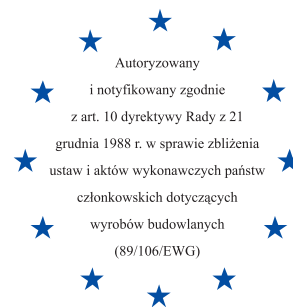 Autoryzowany
i notyfikowany zgodnie
z art. 10 dyrektywy Rady z 21
grudnia 1988 r. w sprawie zbliżenia
ustaw i aktów wykonawczych państw
członkowskich dotyczących
wyrobów budowlanych
(89/106/EWG)